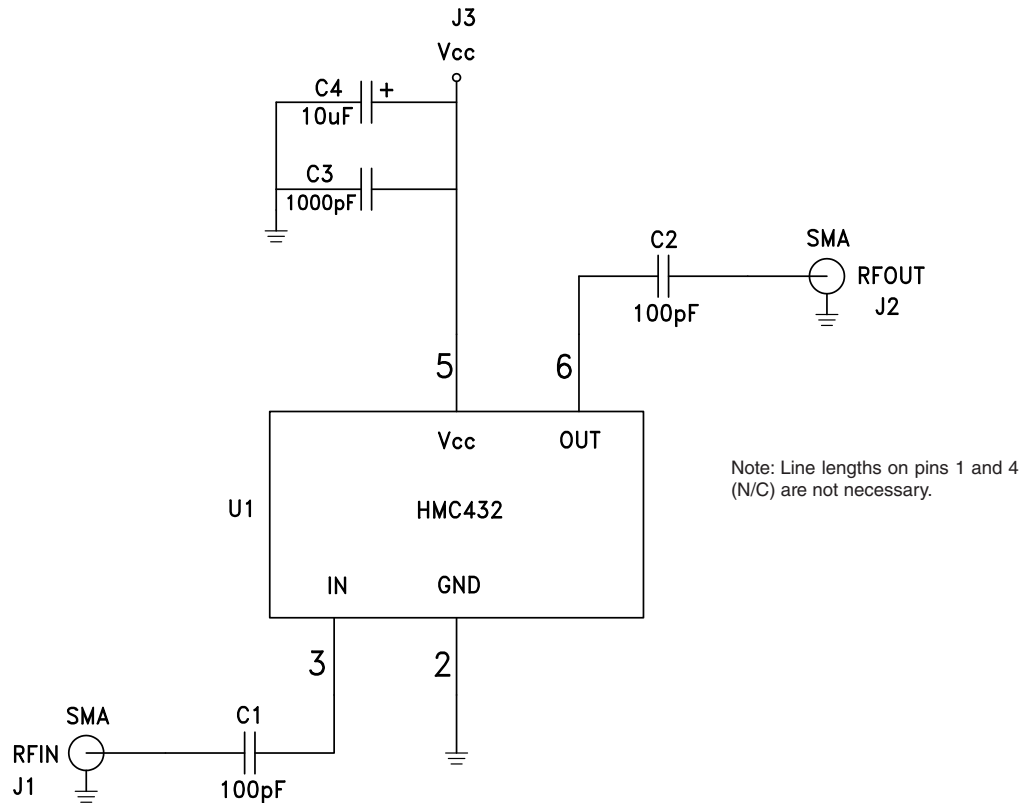 J3
Vcc
C4
+
10uF
C3
1000pF
C2
SMA
RFOUT
100pF
J2
5
6
Vcc
OUT
Note: Line lengths on pins 1 and 4
(N/C) are not necessary.
U1
HMC432
IN
GND
3
2
SMA
C1
RFIN
J1
100pF